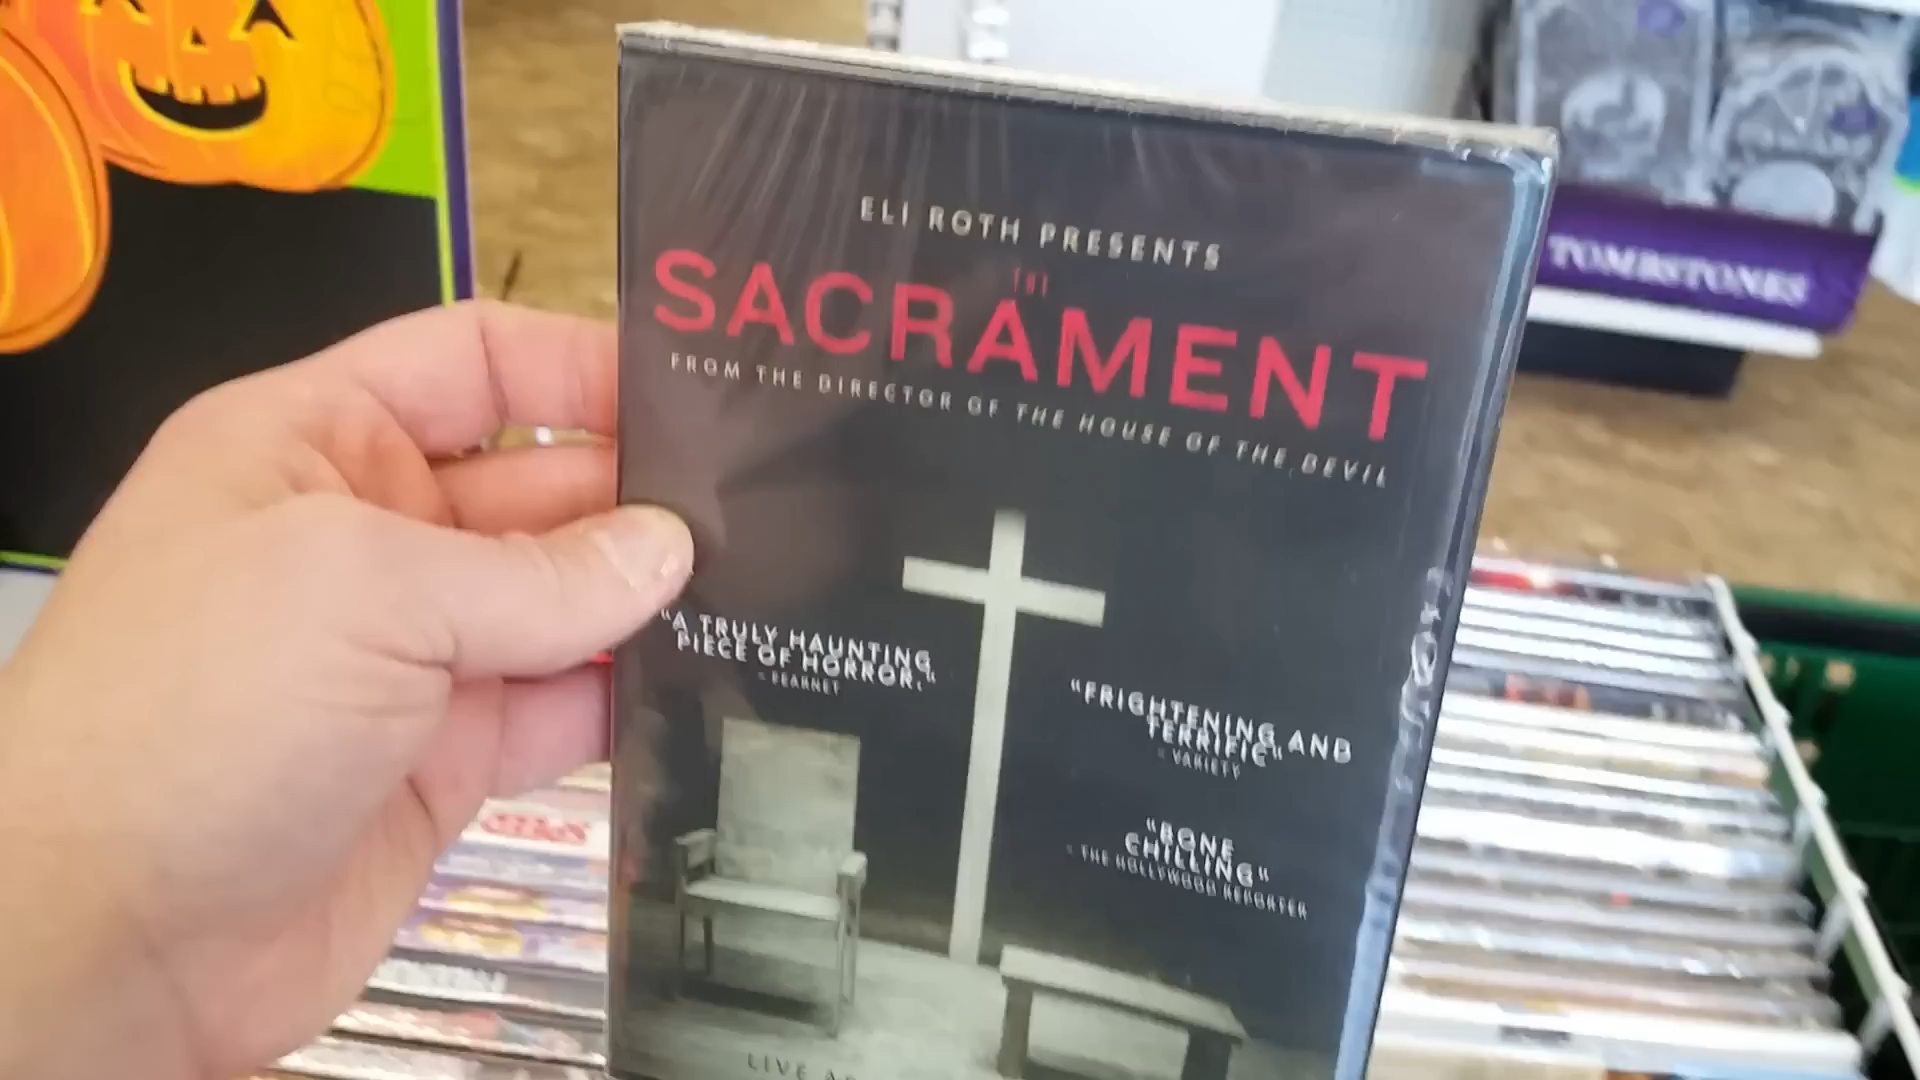 ELI ROTH PRESENTS
THE
SACRAMENT
FROM THE DIRECTOR OF THE HOUSE OF THE DEVIL
"A TRULY HAUNTING
PIECE OF HORROR."
- FEARNET
"FRIGHTENING AND
TERRIFIC"
- VARIETY
"BONE
CHILLING"
- THE HOLLYWOOD REPORTER
LIVE
TOMBSTONES